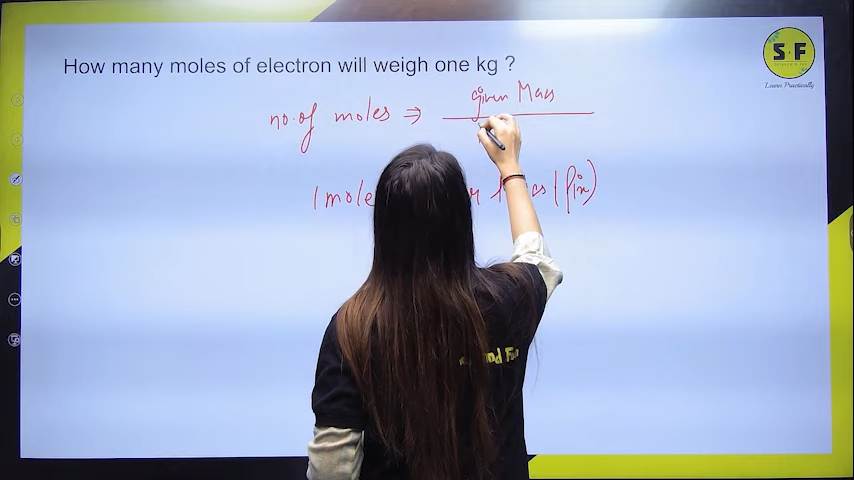 How many moles of electron will weigh one kg ?
S+F
Learn Practically
no. of moles ⇒ given Mass
1 mole
(fix)